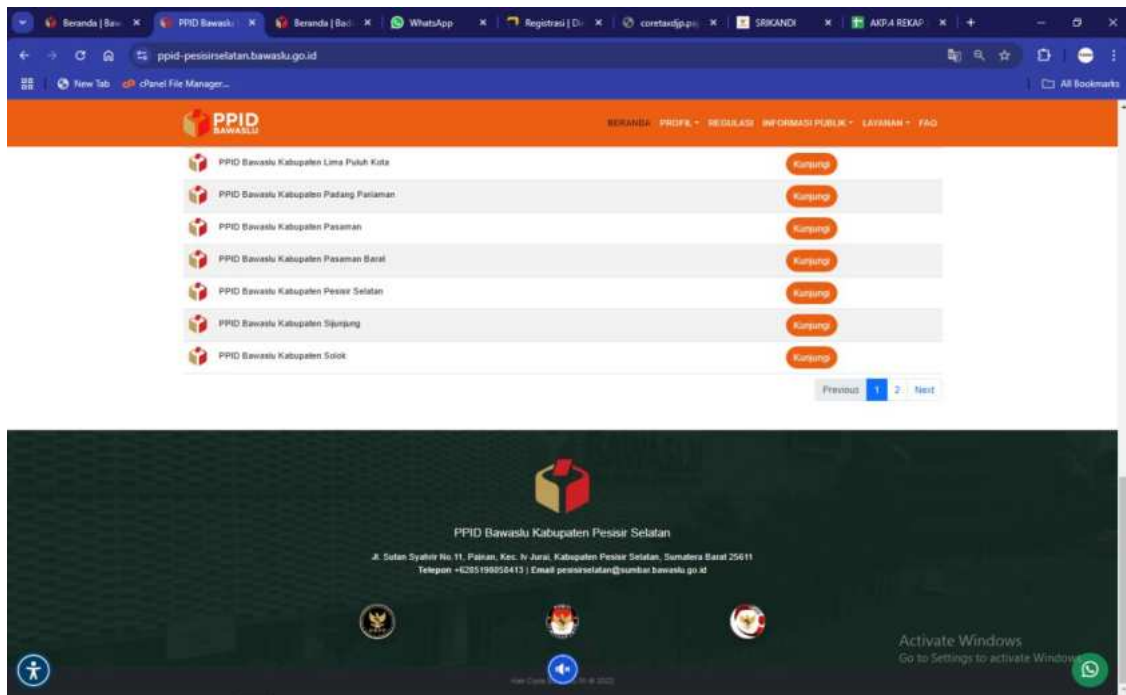 Beranda | Baw
PPID Bawaslu
Beranda | Bad
WhatsApp
Registrasi | Di
coretaxdjp.p
SRIKANDI
AKP.4 REKAP
ppid-pesisirselatan.bawaslu.go.id
New Tab
cPanel File Manager...
All Bookmarks
PPID
BAWASLU
BERANDA PROFIL REGULASI INFORMASI PUBLIK LAYANAN FAQ
PPID Bawaslu Kabupaten Lima Puluh Kota Kunjungi
PPID Bawaslu Kabupaten Padang Pariaman Kunjungi
PPID Bawaslu Kabupaten Pasaman Kunjungi
PPID Bawaslu Kabupaten Pasaman Barat Kunjungi
PPID Bawaslu Kabupaten Pesisir Selatan Kunjungi
PPID Bawaslu Kabupaten Sijunjung Kunjungi
PPID Bawaslu Kabupaten Solok Kunjungi
Previous 1 2 Next
PPID Bawaslu Kabupaten Pesisir Selatan
Jl. Sutan Syahrir No.11, Painan, Kec. Iv Jurai, Kabupaten Pesisir Selatan, Sumatera Barat 25611
Telepon +6285198058413 | Email pesisirselatan@sumbar.bawaslu.go.id
Activate Windows
Go to Settings to activate Windows